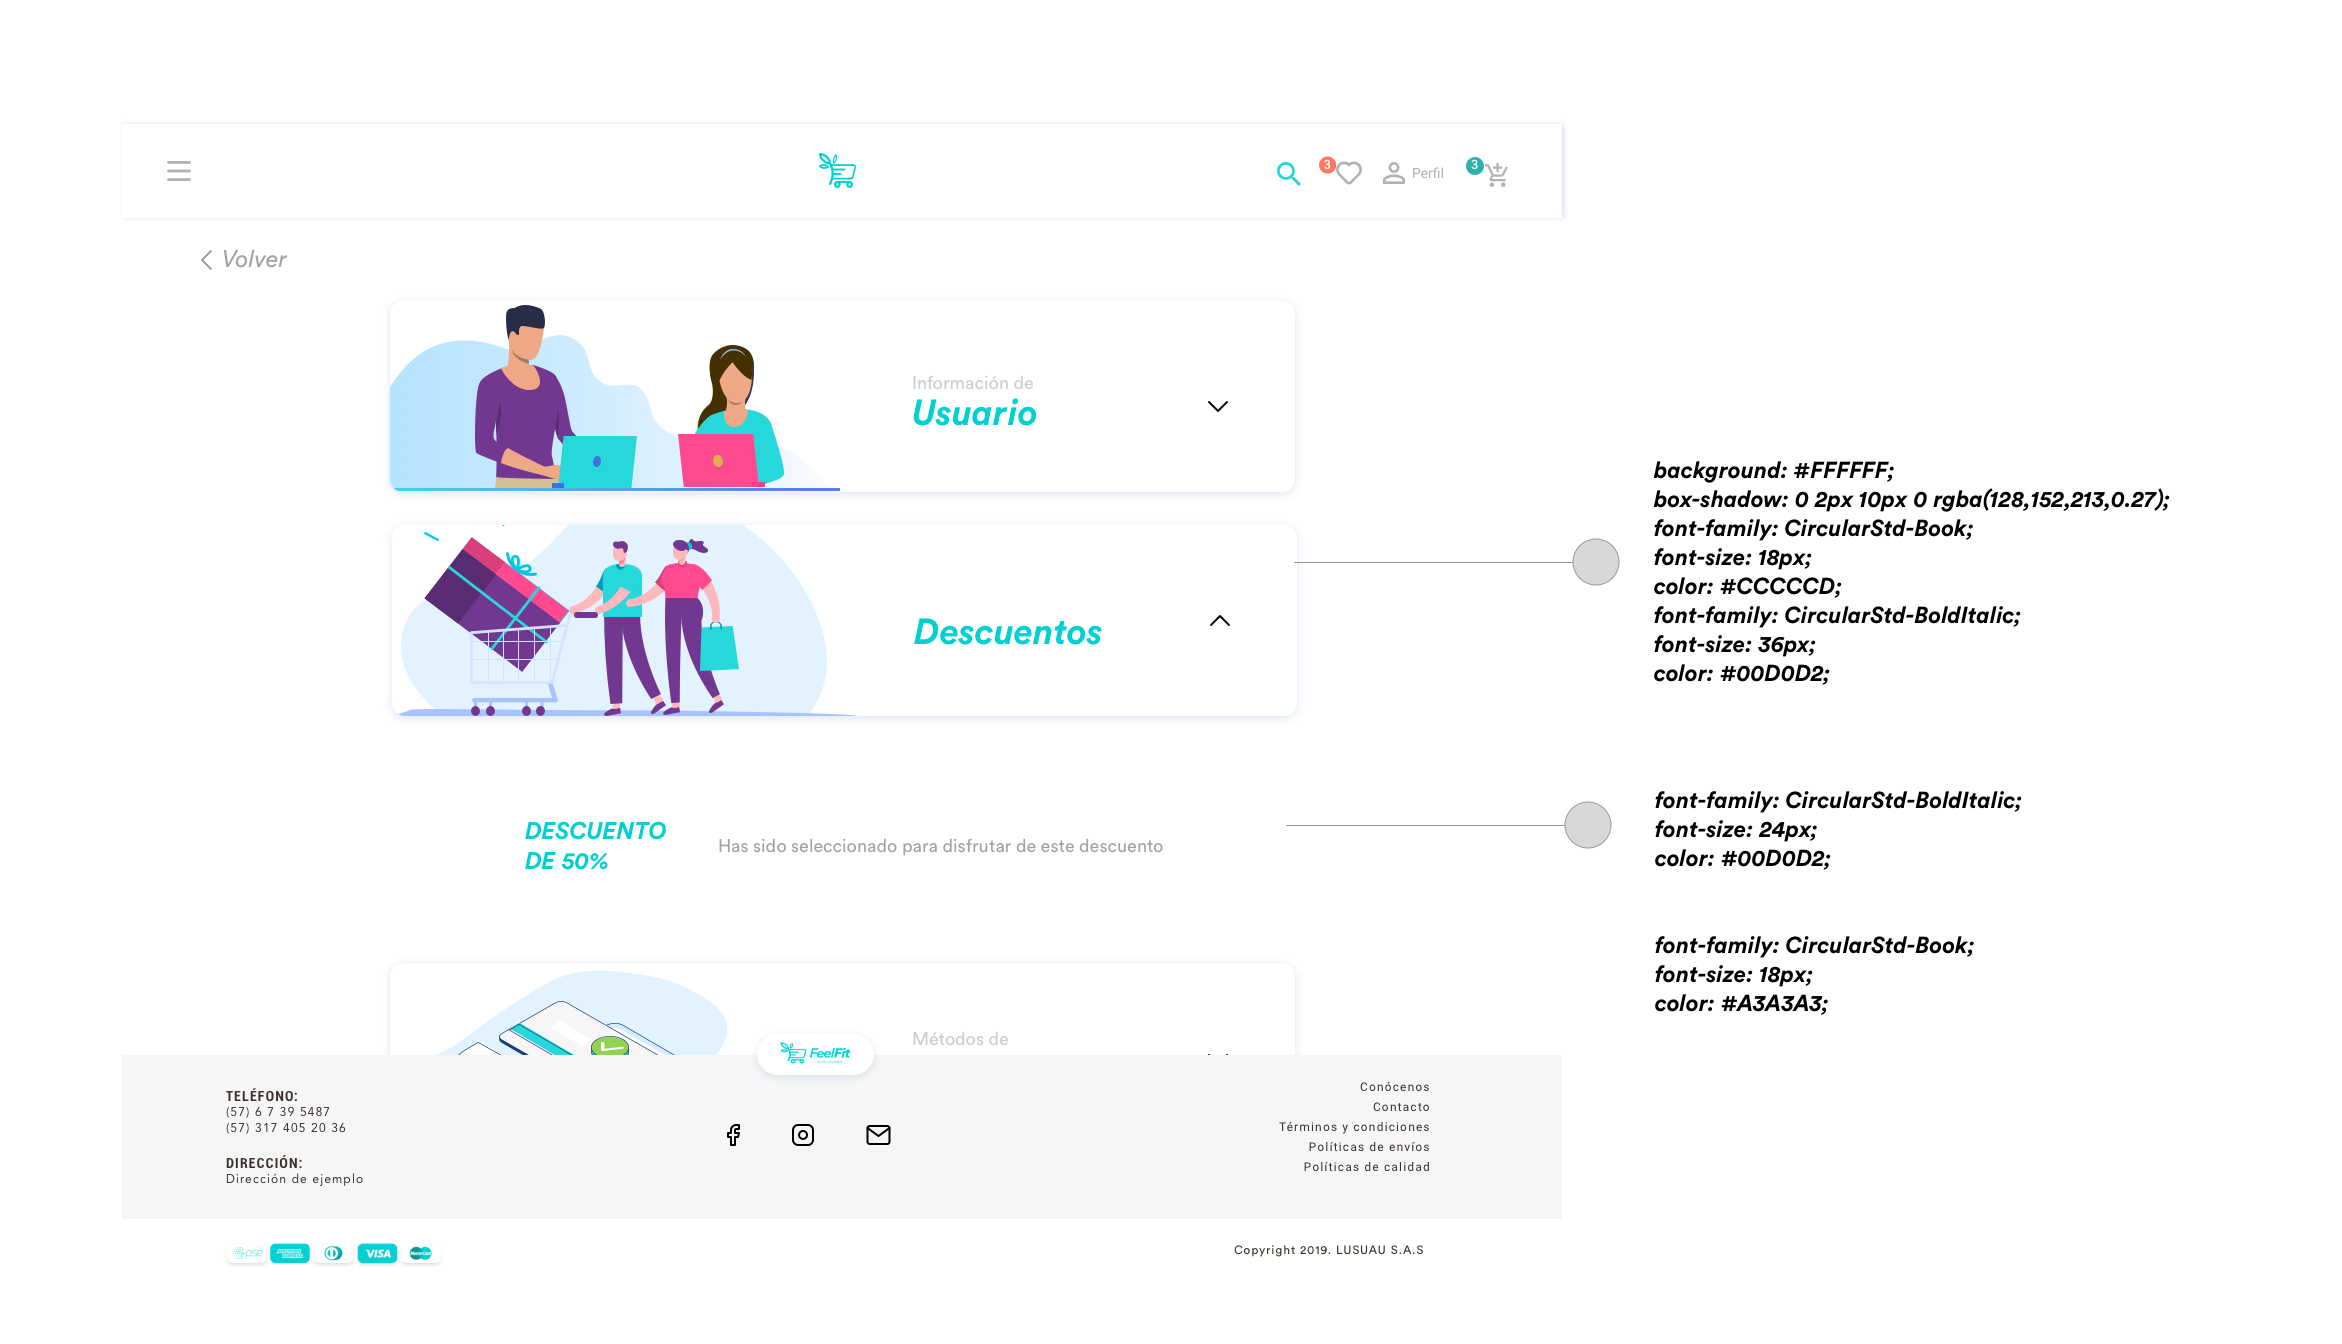 3
Perfil
3
Volver
Información de
Usuario
Descuentos
background: #FFFFFF;
box-shadow: 0 2px 10px 0 rgba(128,152,213,0.27);
font-family: CircularStd-Book;
font-size: 18px;
color: #CCCCCD;
font-family: CircularStd-BoldItalic;
font-size: 36px;
color: #00D0D2;
DESCUENTO
DE 50%
Has sido seleccionado para disfrutar de este descuento
font-family: CircularStd-BoldItalic;
font-size: 24px;
color: #00D0D2;
font-family: CircularStd-Book;
font-size: 18px;
color: #A3A3A3;
Métodos de
FeelFit
TELÉFONO:
(57) 6 7 39 5487
(57) 317 405 20 36
DIRECCIÓN:
Dirección de ejemplo
Conócenos
Contacto
Términos y condiciones
Políticas de envíos
Políticas de calidad
pse
AMERICAN EXPRESS
VISA
MasterCard
Copyright 2019. LUSUAU S.A.S